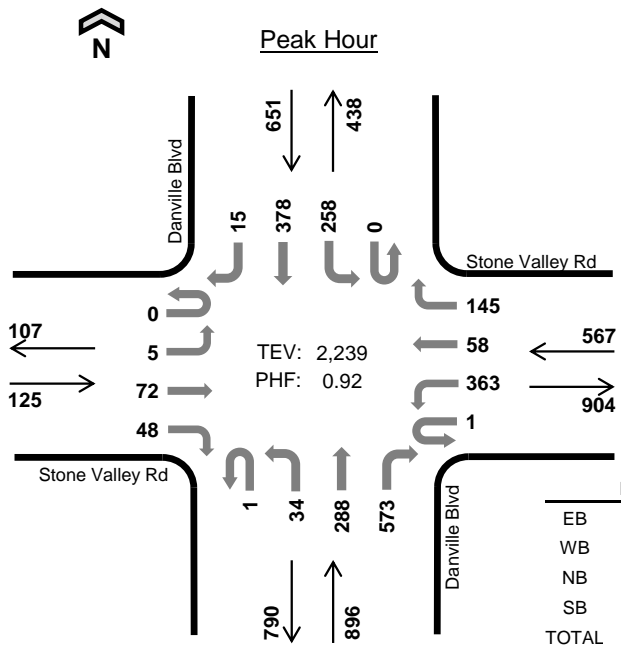 N
Peak Hour
651
438
Danville Blvd
15
378
258
0
Stone Valley Rd
0
145
107
5
TEV: 2,239
58
567
125
72
PHF: 0.92
363
904
48
1
Stone Valley Rd
1
34
288
573
Danville Blvd
EB
WB
NB
SB
TOTAL
790
896